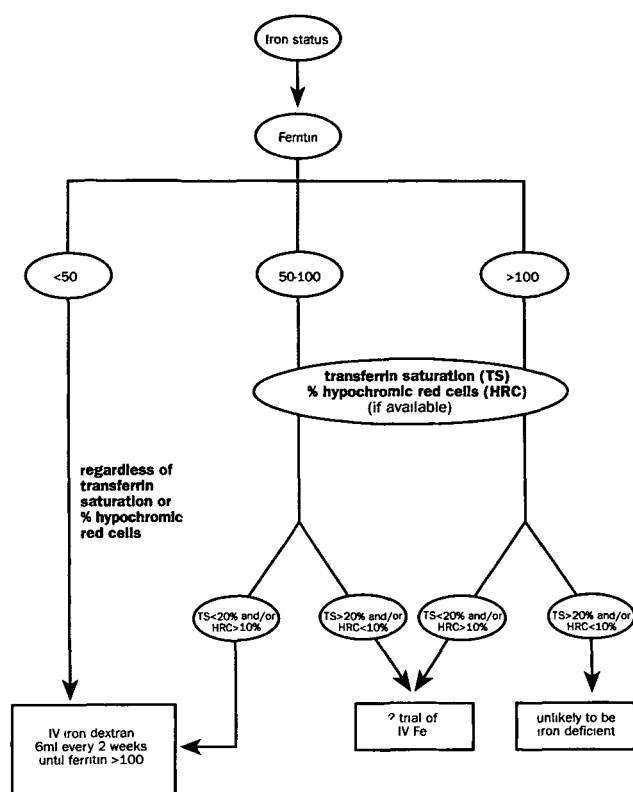 Iron status
Ferritin
<50
50-100
>100
transferrin saturation (TS)
% hypochromic red cells (HRC)
(if available)
regardless of
transferrin
saturation or
% hypochromic
red cells
TS<20% and/or
HRC>10%
TS>20% and/or
HRC<10%
TS<20% and/or
HRC>10%
TS>20% and/or
HRC<10%
IV iron dextran
6ml every 2 weeks
until ferritin >100
? trial of
IV Fe
unlikely to be
iron deficient